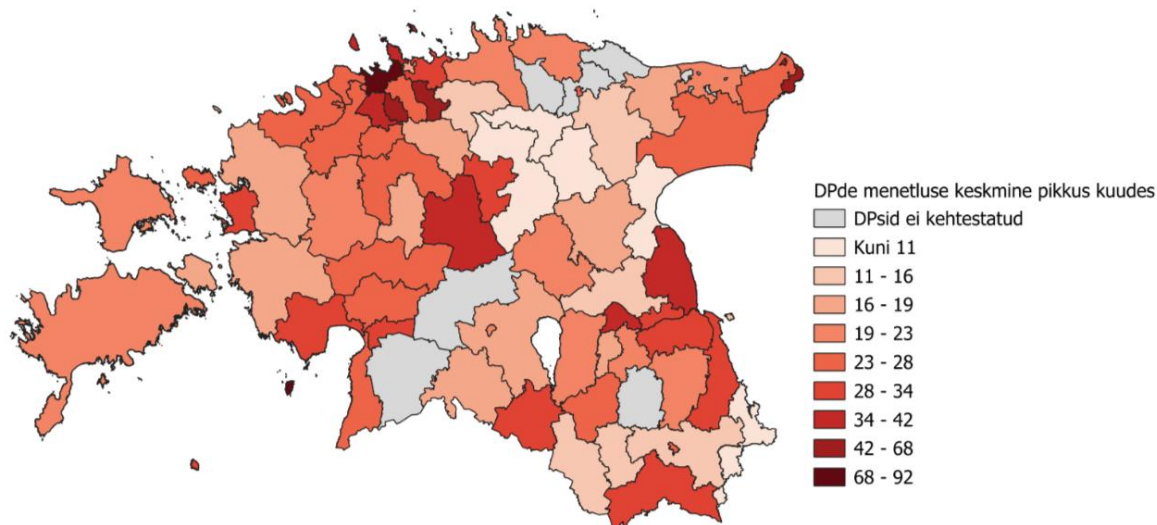 DPde menetluse keskmine pikkus kuudes
DPsid ei kehtestatud
Kuni 11
11 - 16
16 - 19
19 - 23
23 - 28
28 - 34
34 - 42
42 - 68
68 - 92